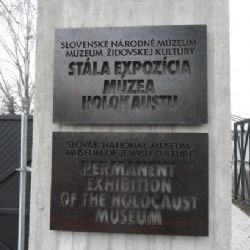 SLOVENSKÉ NÁRODNÉ MÚZEUM-
MÚZEUM ŽIDOVSKEJ KULTÚRY
STÁLA EXPOZÍCIA
MÚZEA
HOLOKAUSTU
SLOVAK NATIONAL MUSEUM-
MUSEUM OF JEWISH CULTURE
PERMANENT
EXHIBITION
OF THE HOLOCAUST
MUSEUM